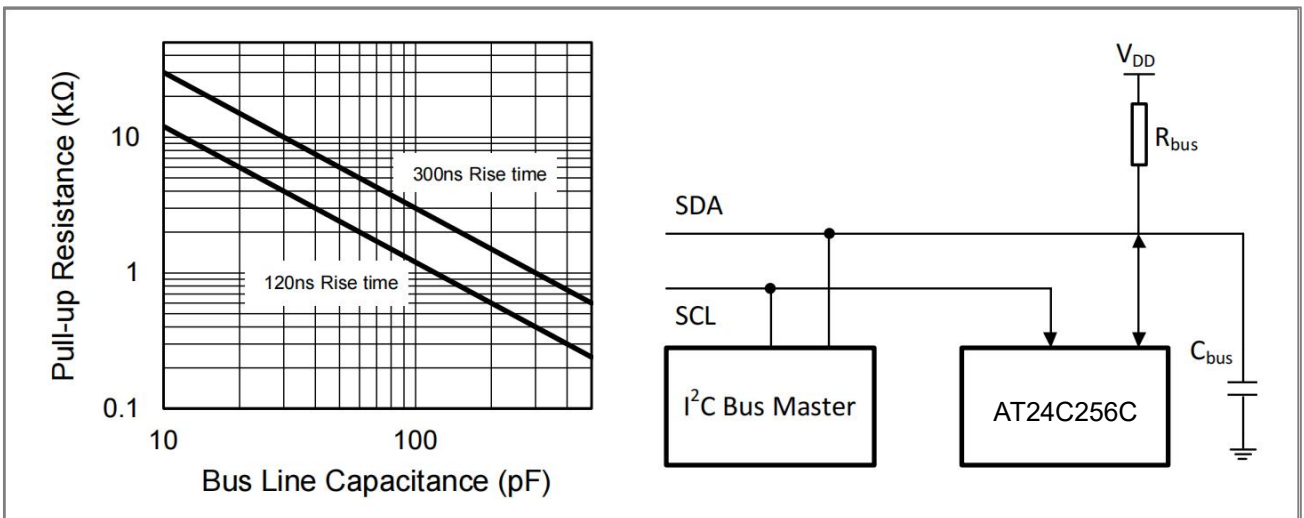 Pull-up Resistance (kΩ)
10
1
0.1
300ns Rise time
120ns Rise time
10
100
Bus Line Capacitance (pF)
VDD
Rbus
SDA
SCL
I²C Bus Master
AT24C256C
Cbus